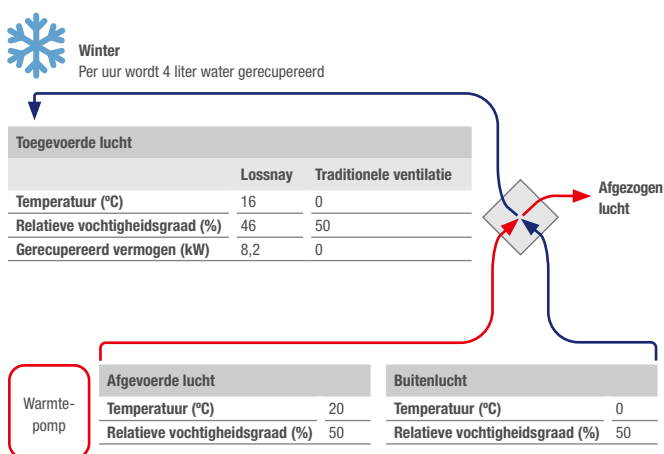 Winter
Per uur wordt 4 liter water gerecupereerd
Toegevoerde lucht
Lossnay Traditionele ventilatie
Temperatuur (ºC) 16 0
Relatieve vochtigheidsgraad (%) 46 50
Gerecupereerd vermogen (kW) 8,2 0
Afgezogen
lucht
Warmte-
pomp
Afgevoerde lucht
Temperatuur (ºC) 20
Relatieve vochtigheidsgraad (%) 50
Buitenlucht
Temperatuur (ºC) 0
Relatieve vochtigheidsgraad (%) 50